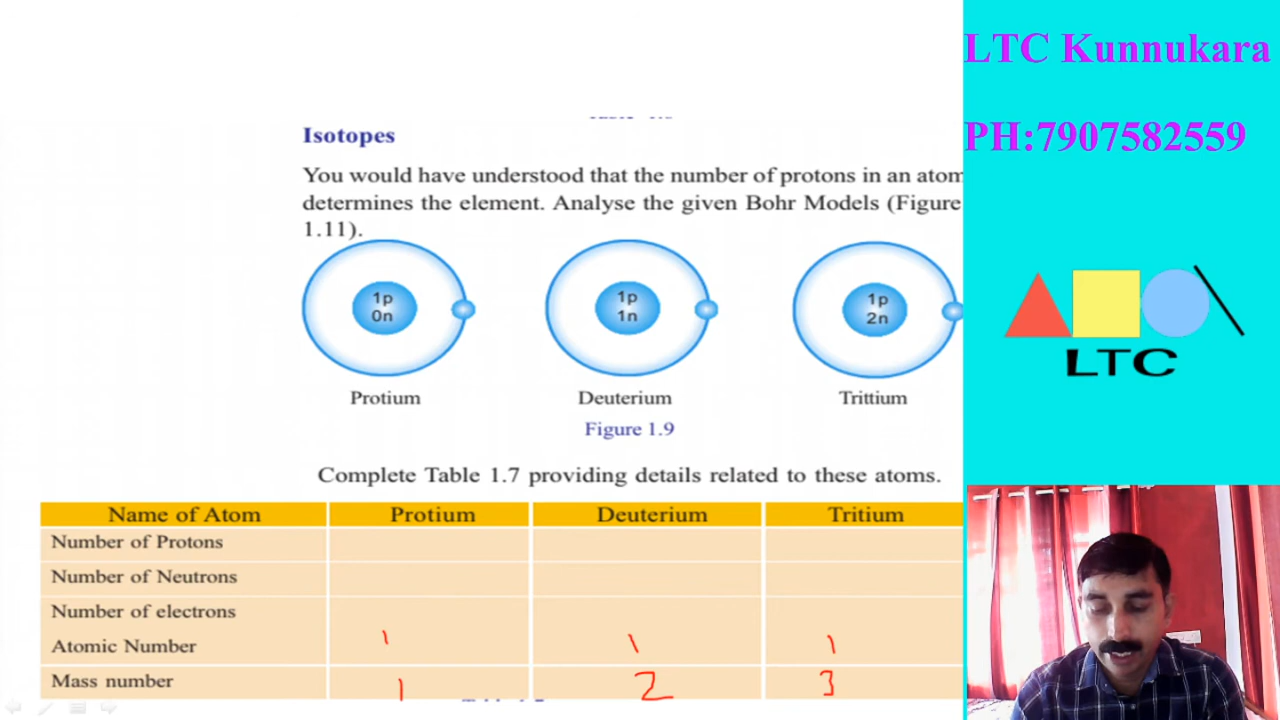 LTC Kunnukara
PH:7907582559
Isotopes
You would have understood that the number of protons in an atom
determines the element. Analyse the given Bohr Models (Figure
1.11).
1p
0n
1p
1n
1p
2n
Protium
Deuterium
Trittium
Figure 1.9
LTC
Complete Table 1.7 providing details related to these atoms.
Name of Atom Protium Deuterium Tritium
Number of Protons
Number of Neutrons
Number of electrons
Atomic Number 1 1 1
Mass number 1 2 3